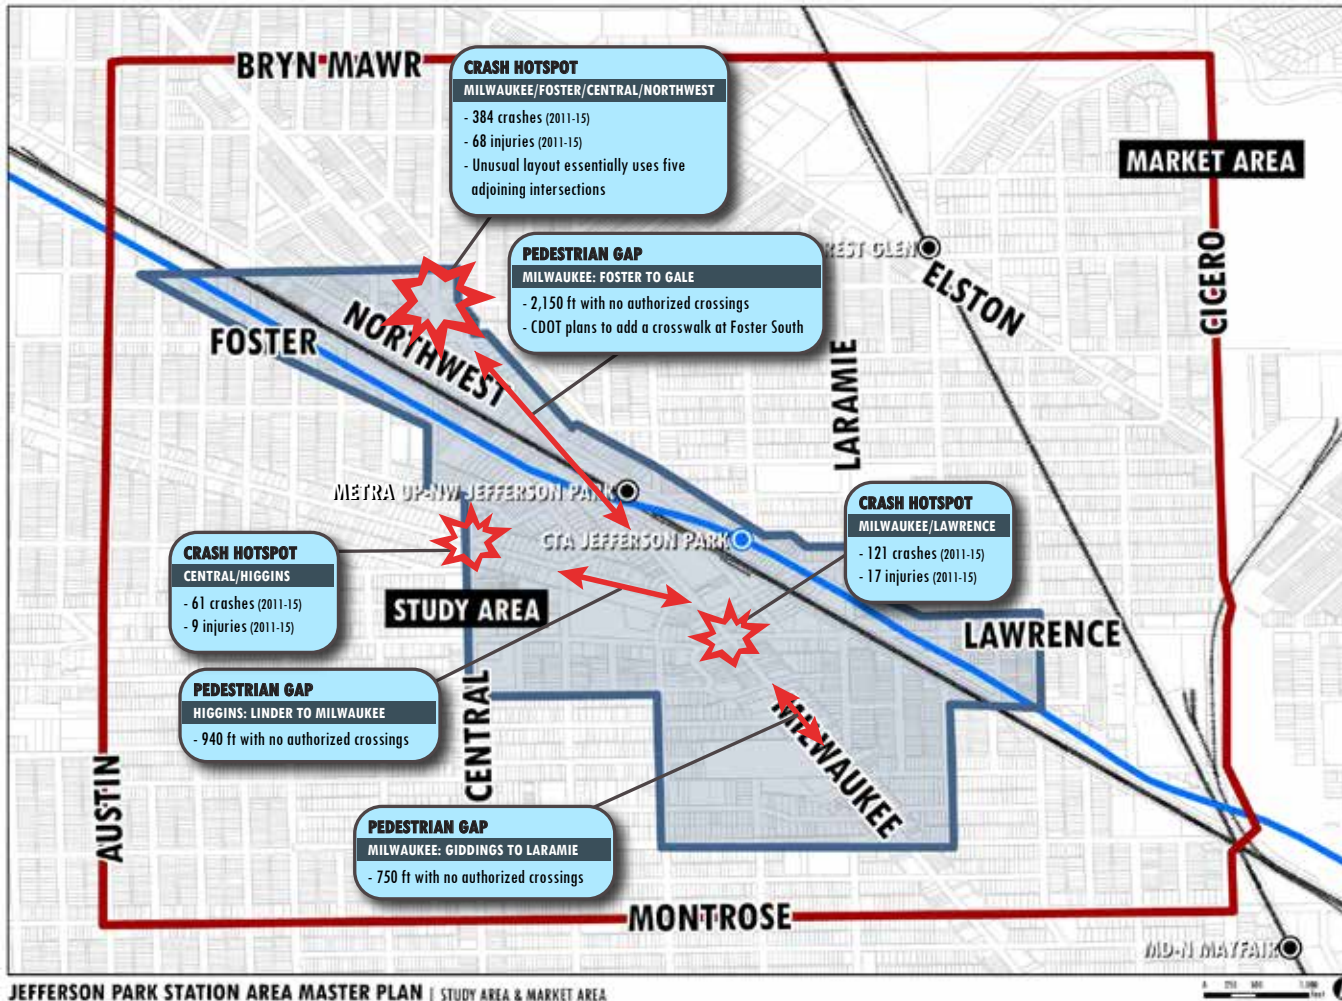 BRYN MAWR
CRASH HOTSPOT
MILWAUKEE/FOSTER/CENTRAL/NORTHWEST
- 384 crashes (2011-15)
- 68 injuries (2011-15)
- Unusual layout essentially uses five
adjoining intersections
MARKET AREA
PEDESTRIAN GAP
MILWAUKEE: FOSTER TO GALE
- 2,150 ft with no authorized crossings
- CDOT plans to add a crosswalk at Foster South
REST GLEN
ELSTON
CICERO
FOSTER
NORTHWEST
LARAMIE
METRA UP-NW JEFFERSON PARK
CTA JEFFERSON PARK
CRASH HOTSPOT
MILWAUKEE/LAWRENCE
- 121 crashes (2011-15)
- 17 injuries (2011-15)
CRASH HOTSPOT
CENTRAL/HIGGINS
- 61 crashes (2011-15)
- 9 injuries (2011-15)
STUDY AREA
LAWRENCE
PEDESTRIAN GAP
HIGGINS: LINDER TO MILWAUKEE
- 940 ft with no authorized crossings
CENTRAL
MILWAUKEE
AUSTIN
PEDESTRIAN GAP
MILWAUKEE: GIDDINGS TO LARAMIE
- 750 ft with no authorized crossings
MONTROSE
MD-N MAYFAIR
JEFFERSON PARK STATION AREA MASTER PLAN | STUDY AREA & MARKET AREA